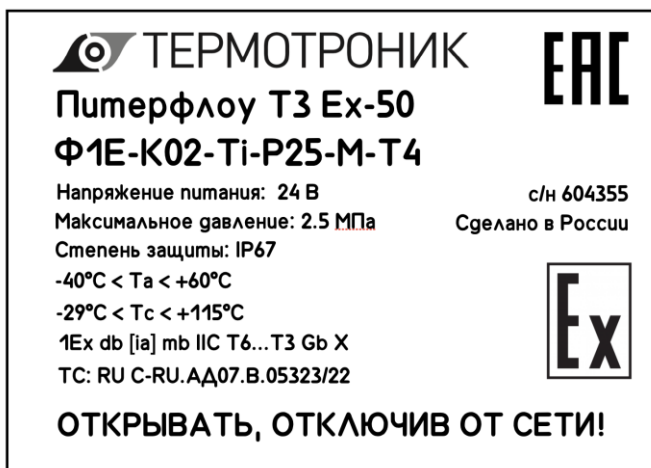 ТЕРМОТРОНИК
ЕАС
Питерфлоу Т3 Ex-50
Ф1Е-К02-Ti-Р25-М-Т4
Напряжение питания: 24 В
с/н 604355
Максимальное давление: 2.5 МПа
Сделано в России
Степень защиты: IP67
-40°C < Ta < +60°C
-29°C < Tc < +115°C
Ex
1Ex db [ia] mb IIC T6...T3 Gb X
ТС: RU C-RU.АД07.В.05323/22
ОТКРЫВАТЬ, ОТКЛЮЧИВ ОТ СЕТИ!